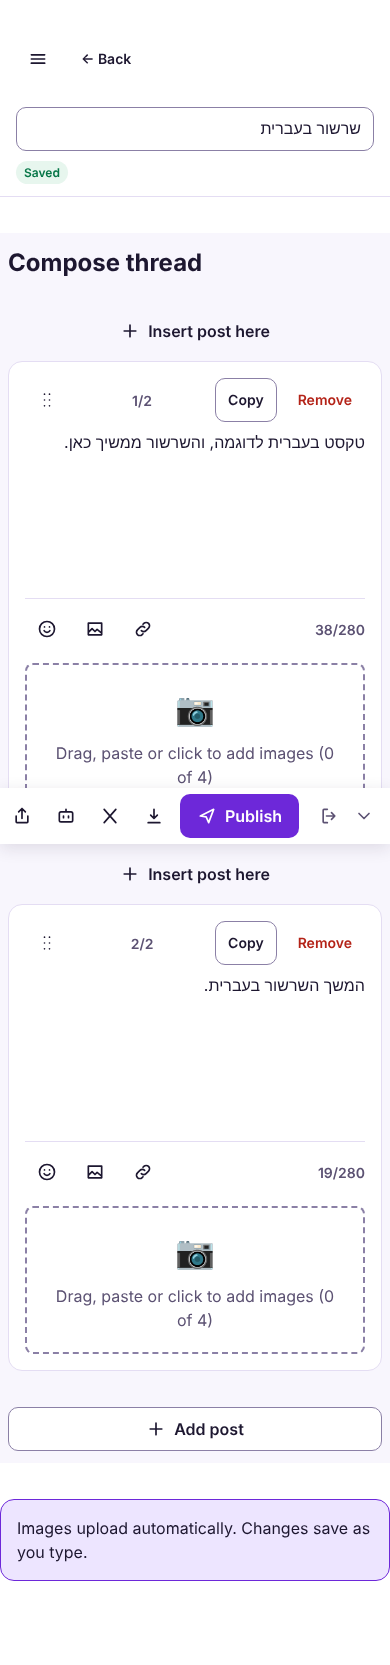 ← Back
שרשור בעברית
Saved
Compose thread
+ Insert post here
1/2 Copy Remove
טקסט בעברית לדוגמה, והשרשור ממשיך כאן.
38/280
Drag, paste or click to add images (0
of 4)
Publish
+ Insert post here
2/2 Copy Remove
המשך השרשור בעברית.
19/280
Drag, paste or click to add images (0
of 4)
+ Add post
Images upload automatically. Changes save as
you type.